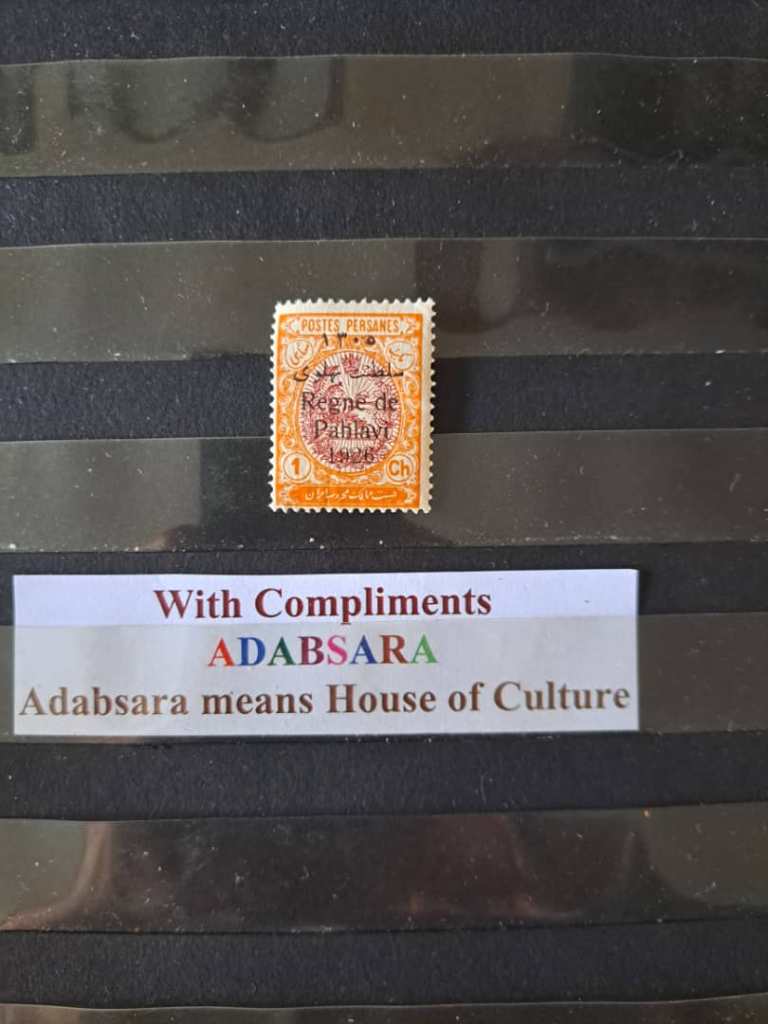 POSTES PERSANES
۱۳۰۵
سلطنت پهلوی
Regne de
Pahlavi
1926
1 Ch
With Compliments
ADABSARA
Adabsara means House of Culture